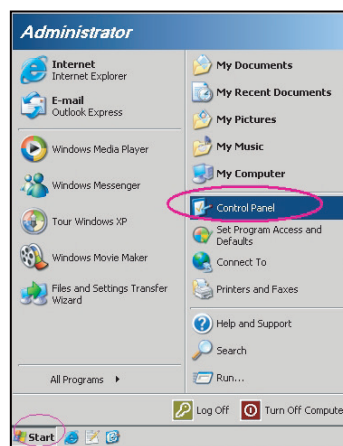 Administrator
Internet
Internet Explorer
E-mail
Outlook Express
Windows Media Player
Windows Messenger
Tour Windows XP
Windows Movie Maker
Files and Settings Transfer
Wizard
All Programs
My Documents
My Recent Documents
My Pictures
My Music
My Computer
Control Panel
Set Program Access and
Defaults
Connect To
Printers and Faxes
Help and Support
Search
Run...
Log Off
Turn Off Compute
Start